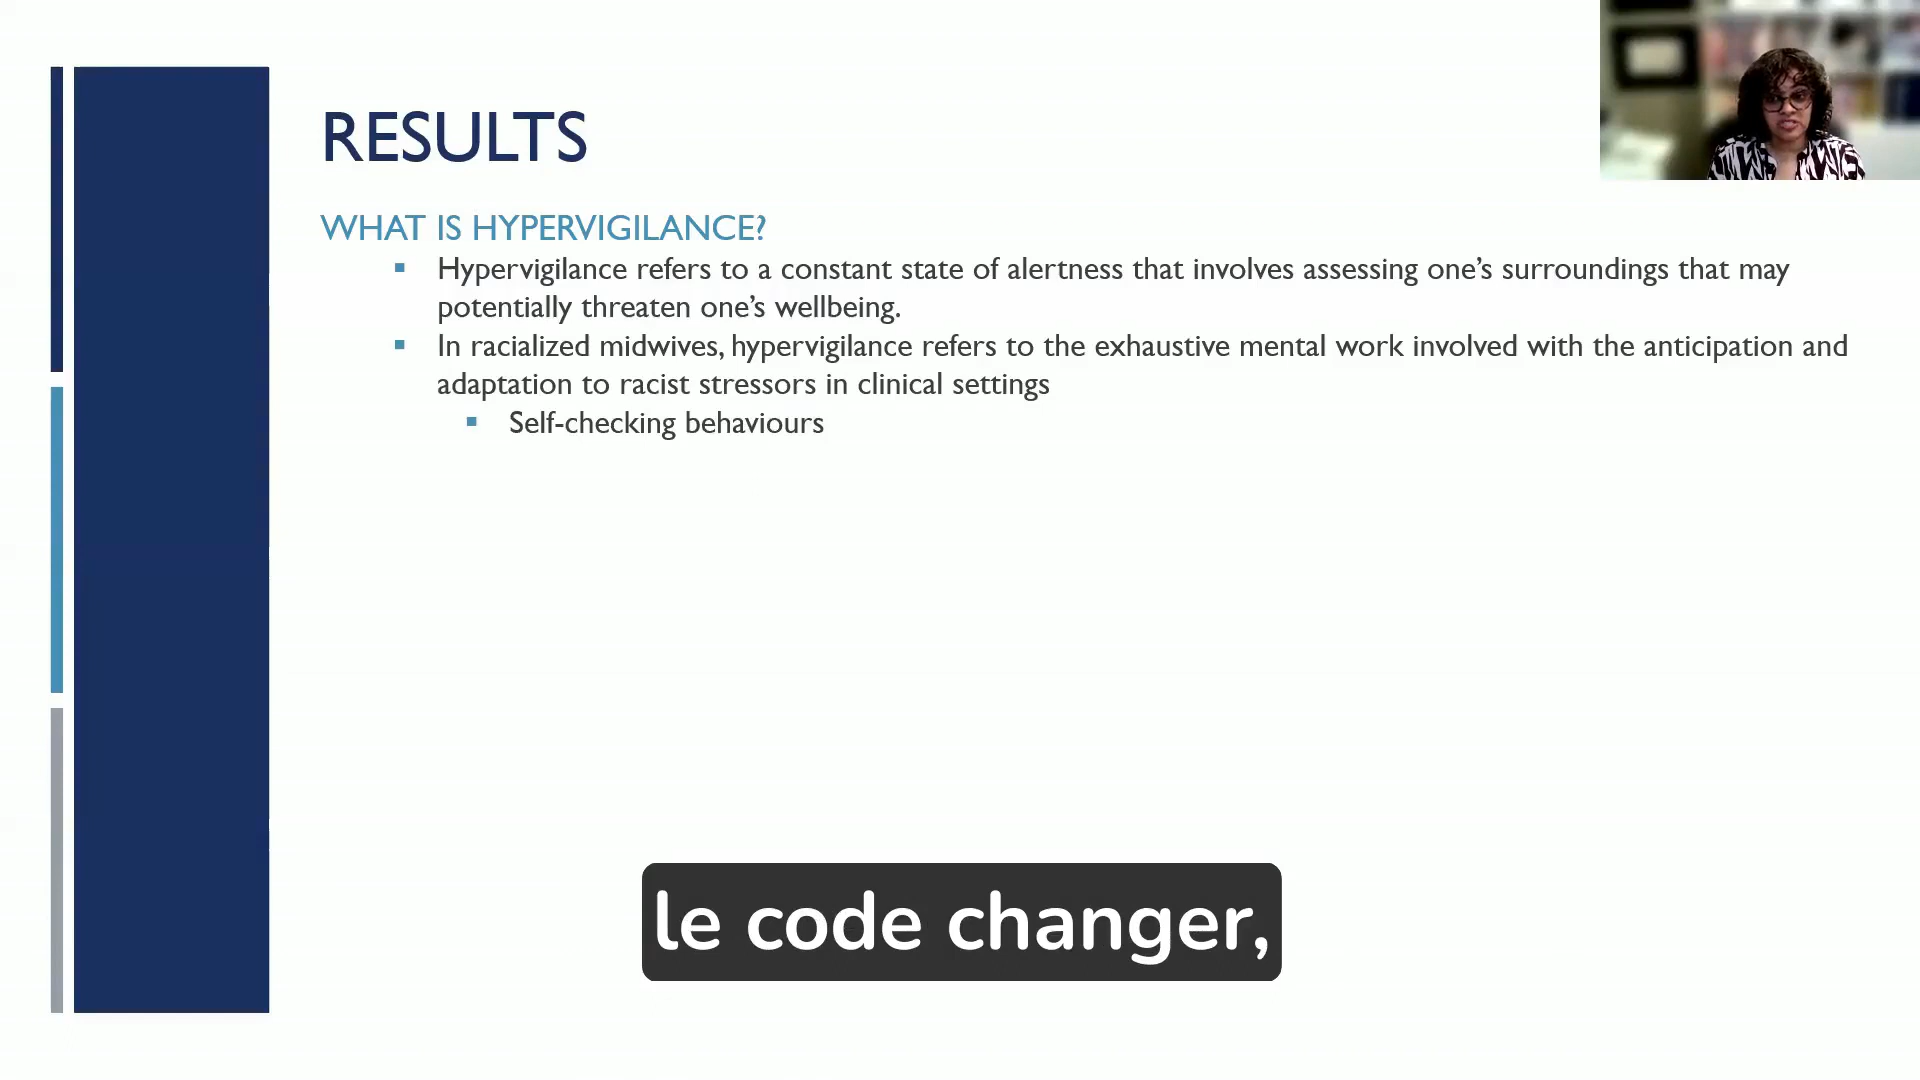 RESULTS
WHAT IS HYPERVIGILANCE?
▪ Hypervigilance refers to a constant state of alertness that involves assessing one’s surroundings that may
potentially threaten one’s wellbeing.
▪ In racialized midwives, hypervigilance refers to the exhaustive mental work involved with the anticipation and
adaptation to racist stressors in clinical settings
▪ Self-checking behaviours
le code changer,